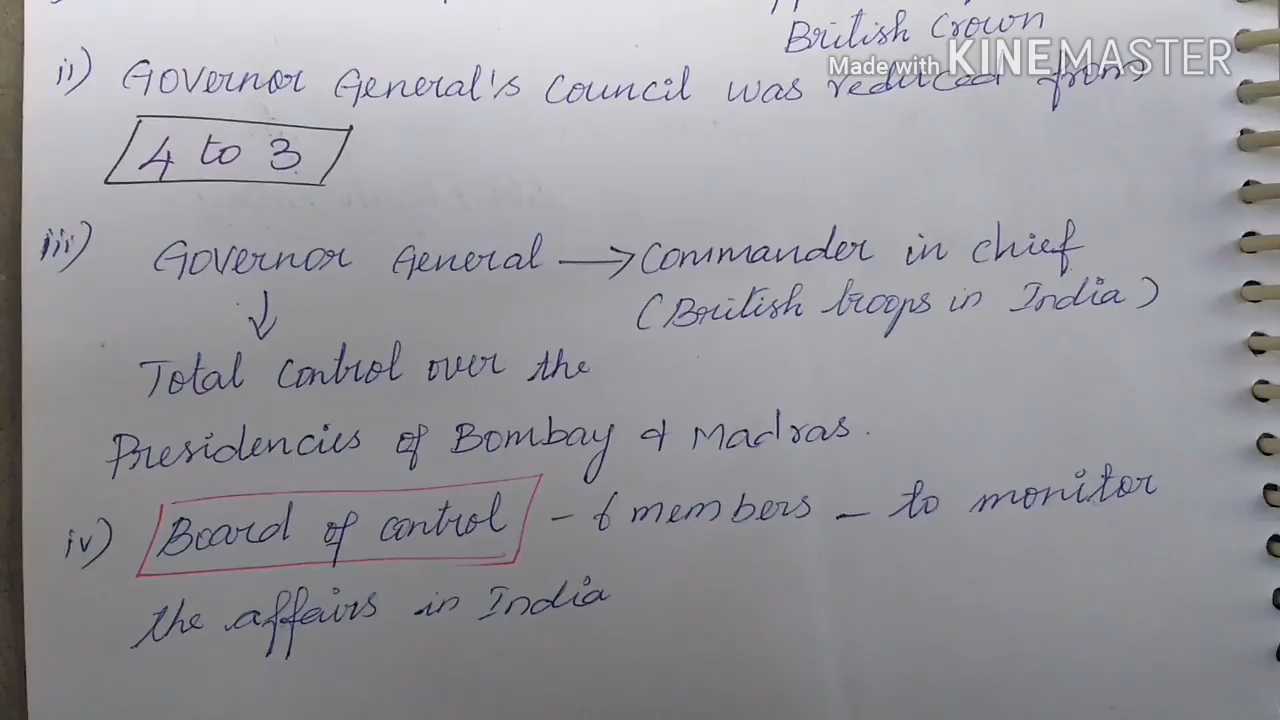 British Crown
Made with KINEMASTER
ii) Governor General's Council was reduced from
4 to 3
iii) Governor General → Commander in chief
(British troops in India)
↓
Total control over the
Presidencies of Bombay & Madras.
iv) Board of control - 6 members - to monitor
the affairs in India